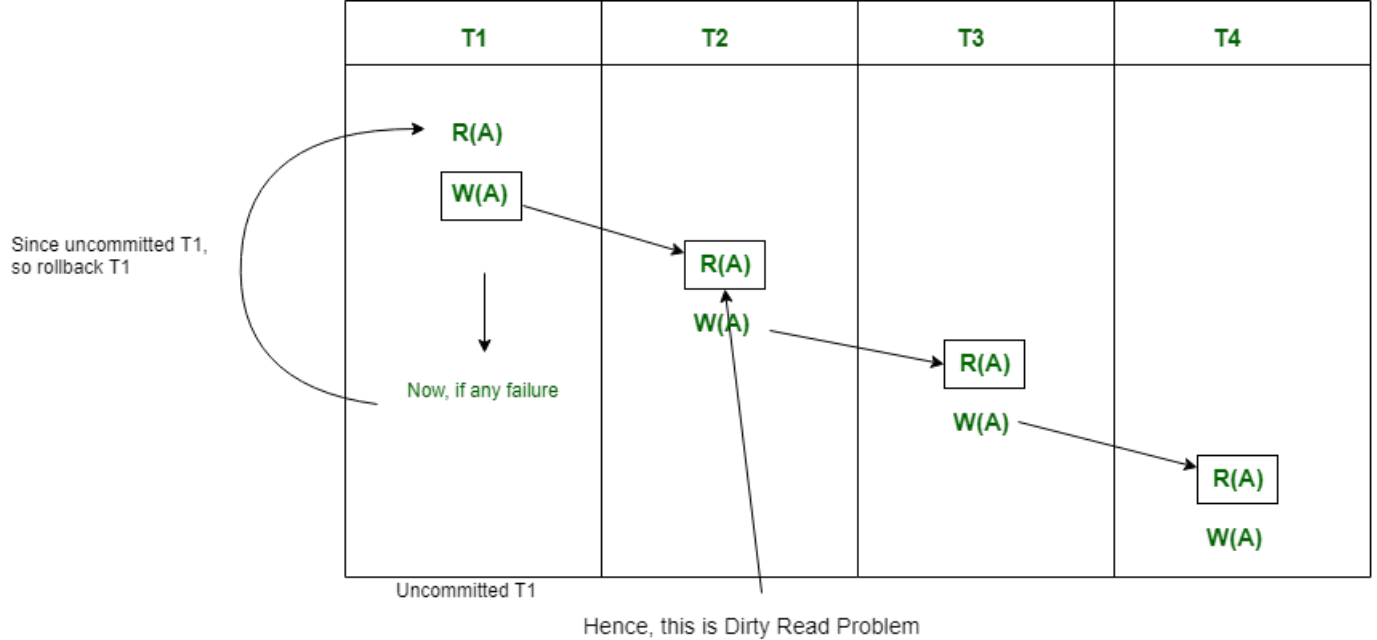 T1
T2
T3
T4
R(A)
W(A)
Since uncommitted T1,
so rollback T1
R(A)
W(A)
R(A)
Now, if any failure
W(A)
R(A)
W(A)
Uncommitted T1
Hence, this is Dirty Read Problem